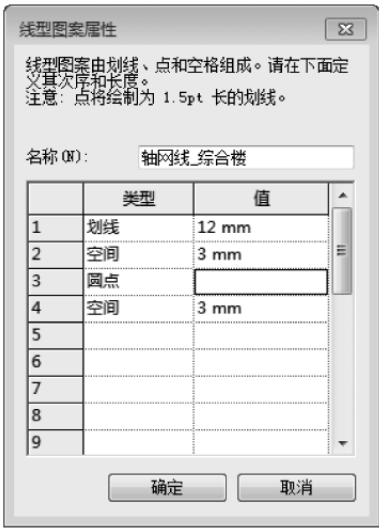 线型图案属性
线型图案由划线、点和空格组成。请在下面定
义其次序和长度。
注意: 点将绘制为 1.5pt 长的划线。
名称(N): 轴网线_综合楼
类型 值
1 划线 12 mm
2 空间 3 mm
3 圆点
4 空间 3 mm
5
6
7
8
9
确定 取消